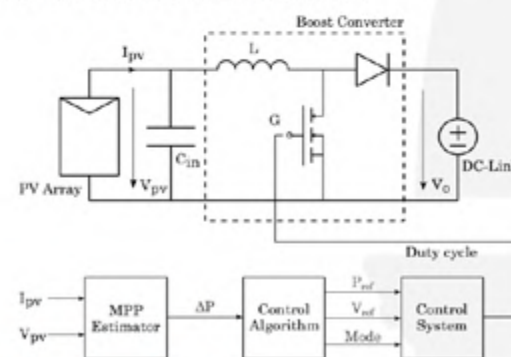 Boost Converter
Ipv
L
G
Cin
PV Array
Vpv
Vo
DC-Lin
Duty cycle
Ipv
Vpv
MPP
Estimator
ΔP
Control
Algorithm
Pref
Vref
Mode
Control
System